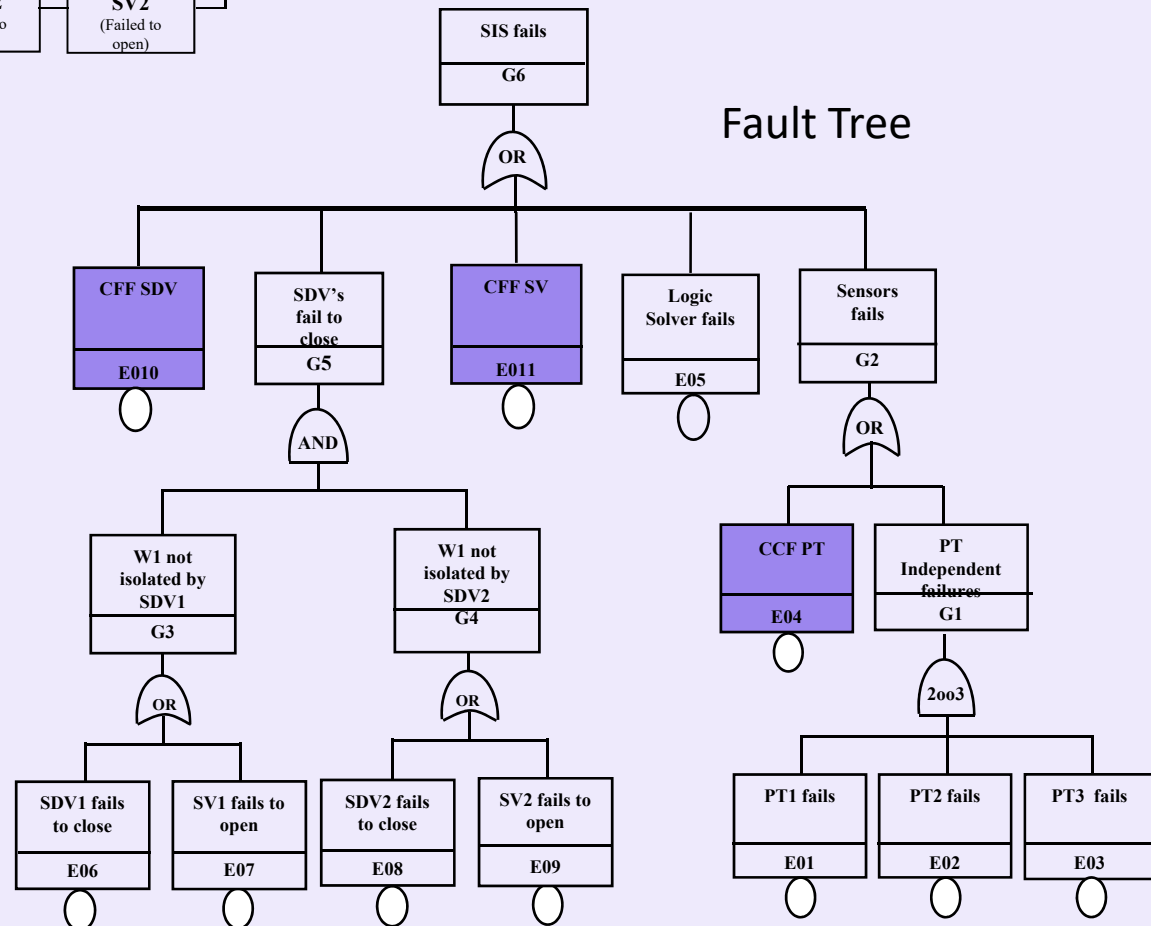 SV2
(Failed to
open)
SIS fails
G6
Fault Tree
OR
CFF SDV
E010
SDV's
fail to
close
G5
CFF SV
E011
Logic
Solver fails
E05
Sensors
fails
G2
AND
OR
W1 not
isolated by
SDV1
G3
W1 not
isolated by
SDV2
G4
CCF PT
E04
PT
Independent
failures
G1
OR
OR
2oo3
SDV1 fails
to close
E06
SV1 fails to
open
E07
SDV2 fails
to close
E08
SV2 fails to
open
E09
PT1 fails
E01
PT2 fails
E02
PT3 fails
E03